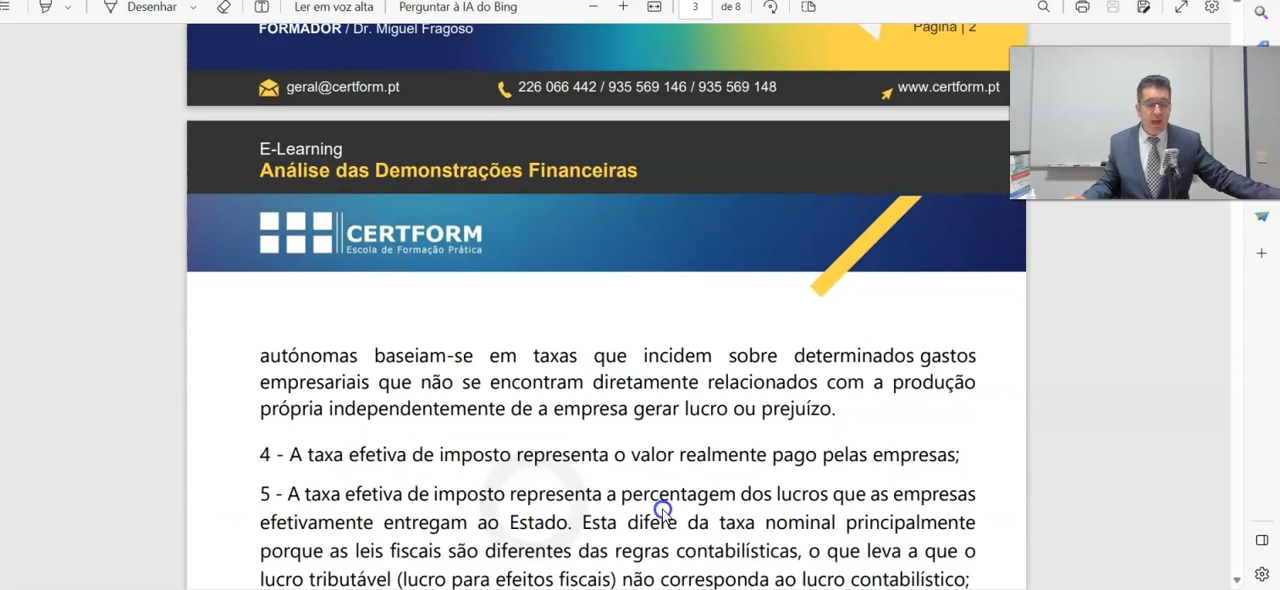 Desenhar
Ler em voz alta
Perguntar à IA do Bing
3 de 8
FORMADOR / Dr. Miguel Fragoso
Página | 2
geral@certform.pt
226 066 442 / 935 569 146 / 935 569 148
www.certform.pt
E-Learning
Análise das Demonstrações Financeiras
CERTFORM
Escola de Formação Prática
autónomas baseiam-se em taxas que incidem sobre determinados gastos
empresariais que não se encontram diretamente relacionados com a produção
própria independentemente de a empresa gerar lucro ou prejuízo.
4 - A taxa efetiva de imposto representa o valor realmente pago pelas empresas;
5 - A taxa efetiva de imposto representa a percentagem dos lucros que as empresas
efetivamente entregam ao Estado. Esta difere da taxa nominal principalmente
porque as leis fiscais são diferentes das regras contabilísticas, o que leva a que o
lucro tributável (lucro para efeitos fiscais) não corresponda ao lucro contabilístico;